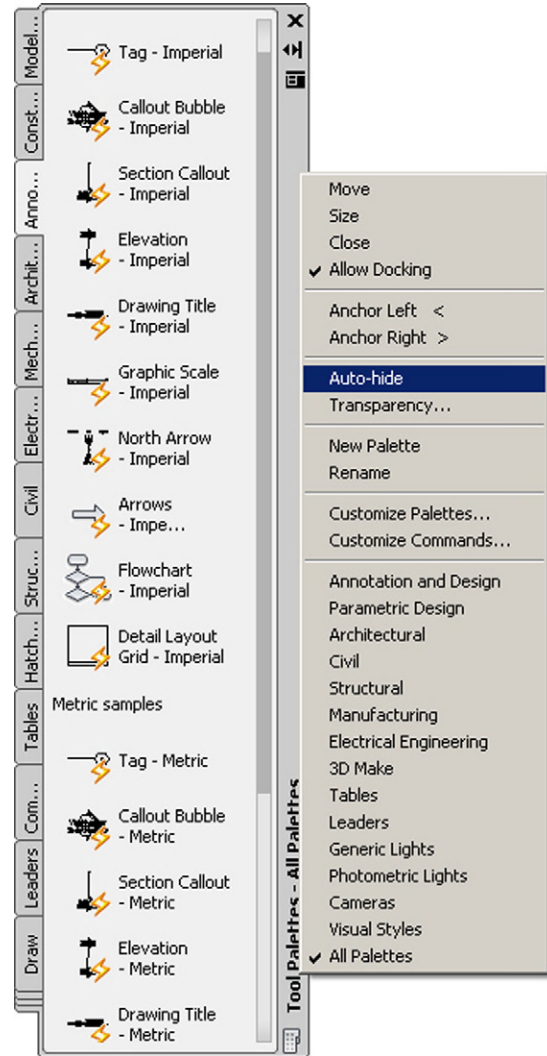 Model...
Const...
Anno...
Archit...
Mech...
Electr...
Civil
Struc...
Hatch...
Tables
Com...
Leaders
Draw
Tag - Imperial
Callout Bubble
- Imperial
Section Callout
- Imperial
Elevation
- Imperial
Drawing Title
- Imperial
Graphic Scale
- Imperial
North Arrow
- Imperial
Arrows
- Impe...
Flowchart
- Imperial
Detail Layout
Grid - Imperial
Metric samples
Tag - Metric
Callout Bubble
- Metric
Section Callout
- Metric
Elevation
- Metric
Drawing Title
- Metric
Tool Palettes - All Palettes
Move
Size
Close
Allow Docking
Anchor Left <
Anchor Right >
Auto-hide
Transparency...
New Palette
Rename
Customize Palettes...
Customize Commands...
Annotation and Design
Parametric Design
Architectural
Civil
Structural
Manufacturing
Electrical Engineering
3D Make
Tables
Leaders
Generic Lights
Photometric Lights
Cameras
Visual Styles
All Palettes